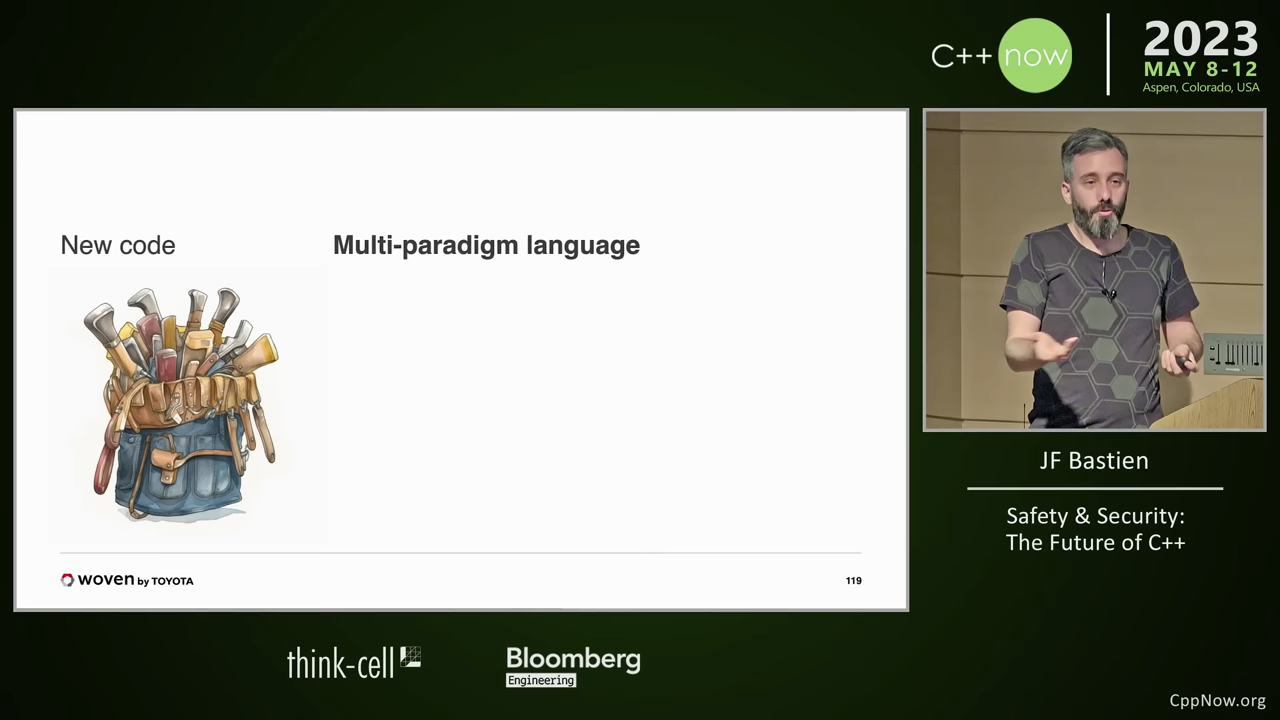 C++ now
2023
MAY 8-12
Aspen, Colorado, USA
New code
Multi-paradigm language
woven by TOYOTA
119
JF Bastien
Safety & Security:
The Future of C++
think-cell
Bloomberg
Engineering
CppNow.org